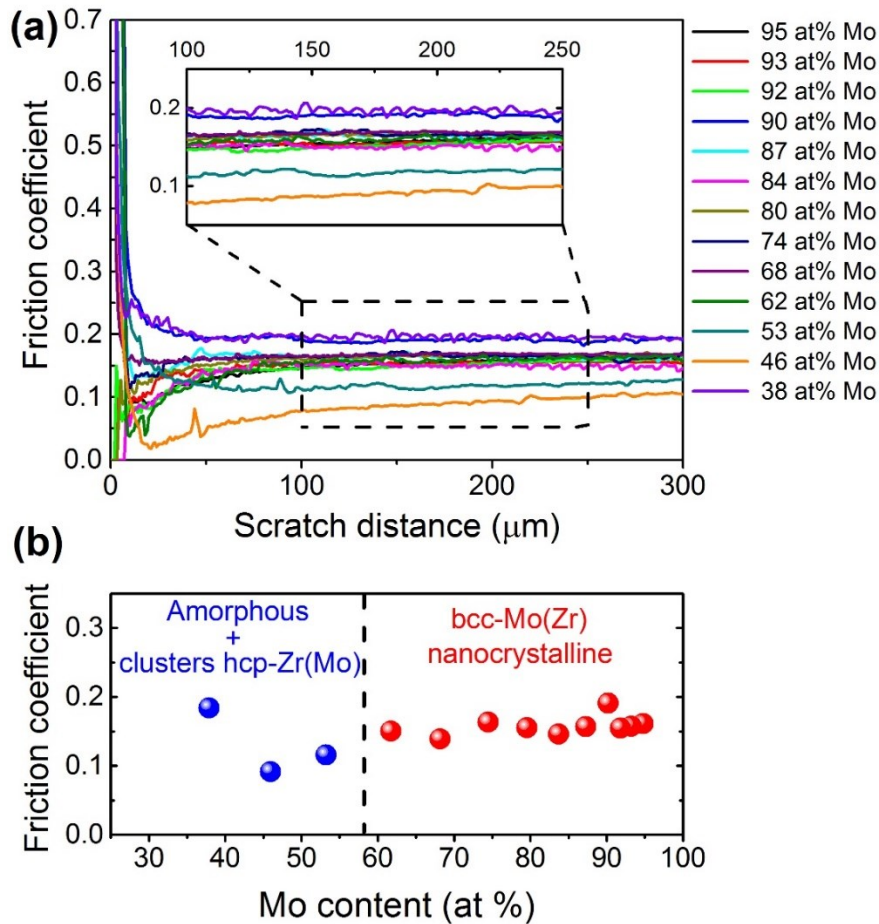 (a)
0.7
0.6
0.5
0.4
0.3
0.2
0.1
0.0
Friction coefficient
100 150 200 250
0.2
0.1
0 100 200 300
Scratch distance (μm)
95 at% Mo
93 at% Mo
92 at% Mo
90 at% Mo
87 at% Mo
84 at% Mo
80 at% Mo
74 at% Mo
68 at% Mo
62 at% Mo
53 at% Mo
46 at% Mo
38 at% Mo
(b)
0.3
0.2
0.1
0.0
Friction coefficient
Amorphous
+
clusters hcp-Zr(Mo)
bcc-Mo(Zr)
nanocrystalline
30 40 50 60 70 80 90 100
Mo content (at %)